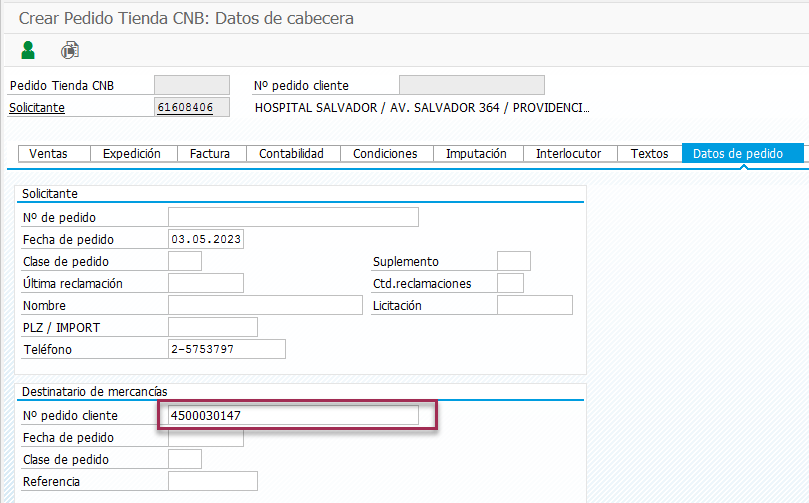 Crear Pedido Tienda CNB: Datos de cabecera
Pedido Tienda CNB Nº pedido cliente
Solicitante 61608406 HOSPITAL SALVADOR / AV. SALVADOR 364 / PROVIDENCI...
Ventas Expedición Factura Contabilidad Condiciones Imputación Interlocutor Textos Datos de pedido
Solicitante
Nº de pedido
Fecha de pedido 03.05.2023
Clase de pedido Suplemento
Última reclamación Ctd.reclamaciones
Nombre Licitación
PLZ / IMPORT
Teléfono 2-5753797
Destinatario de mercancías
Nº pedido cliente 4500030147
Fecha de pedido
Clase de pedido
Referencia